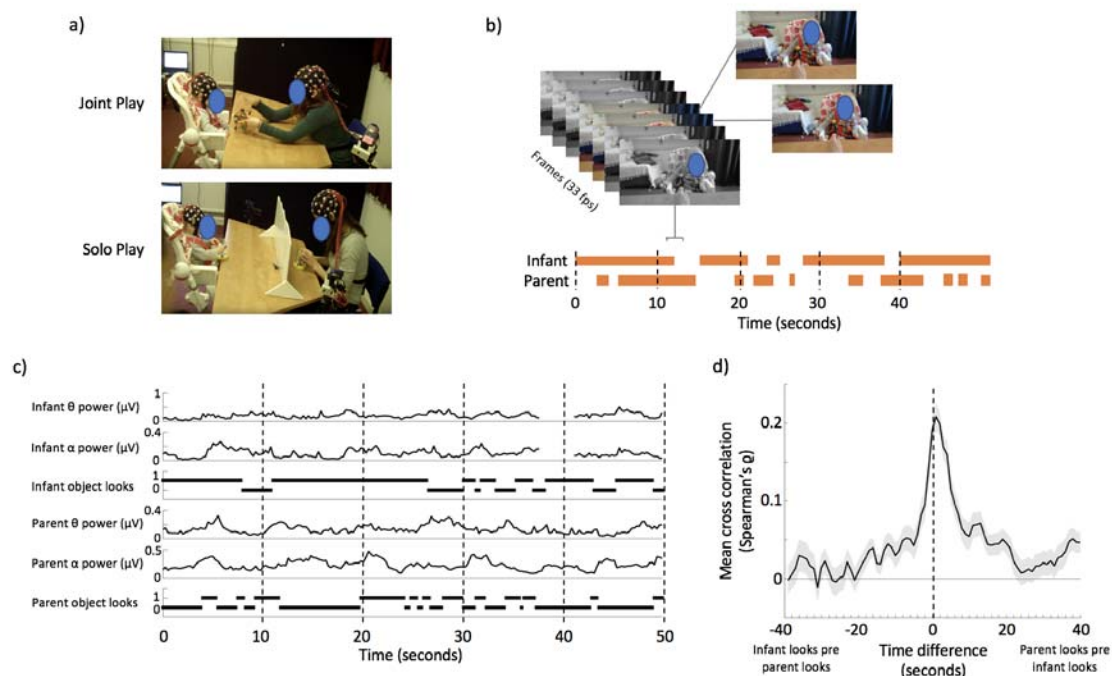 a)
Joint Play
Solo Play
b)
Frames (33 fps)
Infant
Parent
0 10 20 30 40
Time (seconds)
c)
Infant θ power (µV)
1
0
Infant α power (µV)
0.4
0
Infant object looks
1
0
Parent θ power (µV)
0.4
0
Parent α power (µV)
0.5
0
Parent object looks
1
0
0 10 20 30 40 50
Time (seconds)
d)
Mean cross correlation
(Spearman's ϱ)
0.2
0.1
0
-40 -20 0 20 40
Infant looks pre
parent looks
Time difference
(seconds)
Parent looks pre
infant looks